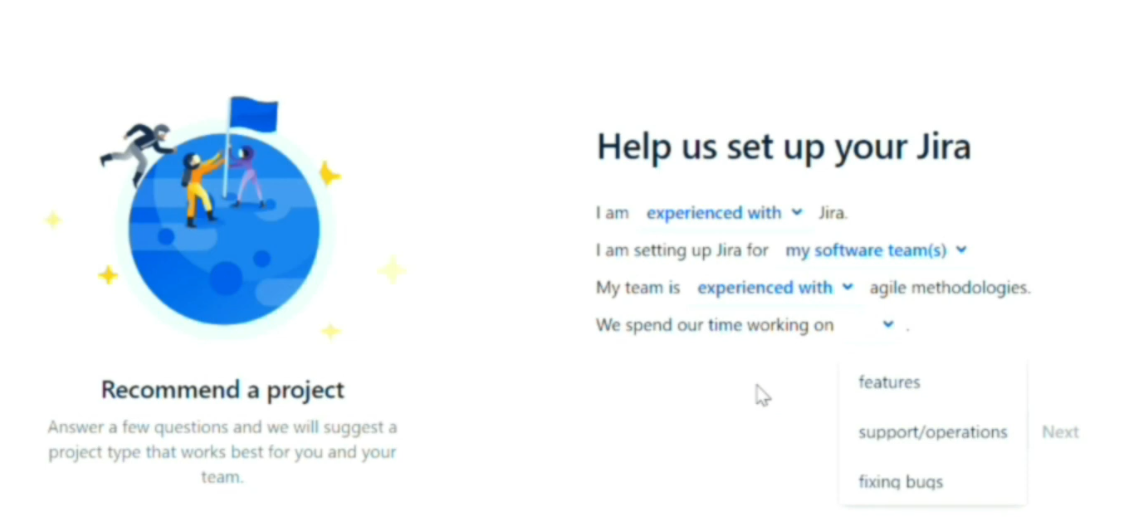 Recommend a project
Answer a few questions and we will suggest a
project type that works best for you and your
team.
Help us set up your Jira
I am experienced with Jira.
I am setting up Jira for my software team(s)
My team is experienced with agile methodologies.
We spend our time working on .
features
support/operations
Next
fixing bugs